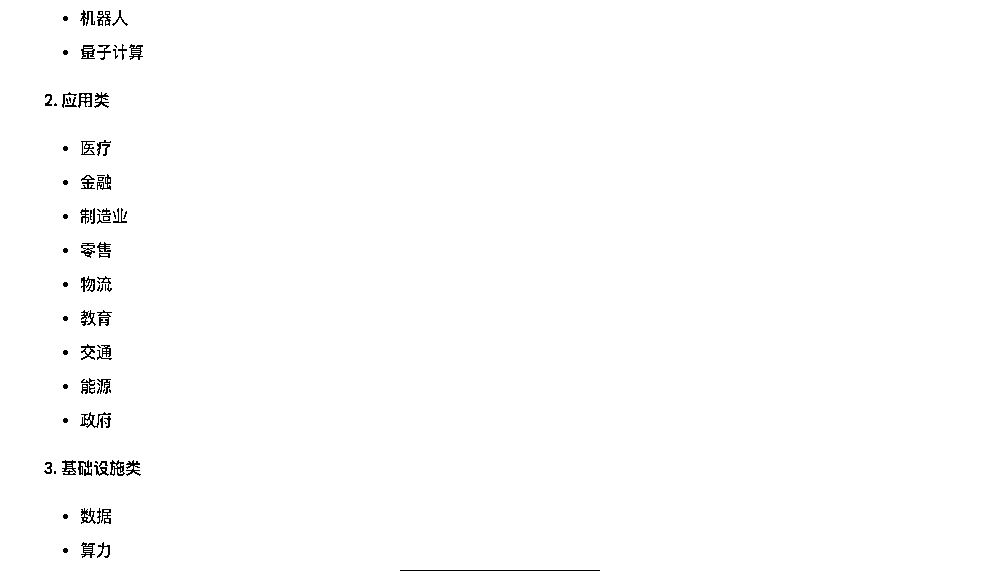 • 机器人
• 量子计算
2. 应用类
• 医疗
• 金融
• 制造业
• 零售
• 物流
• 教育
• 交通
• 能源
• 政府
3. 基础设施类
• 数据
• 算力